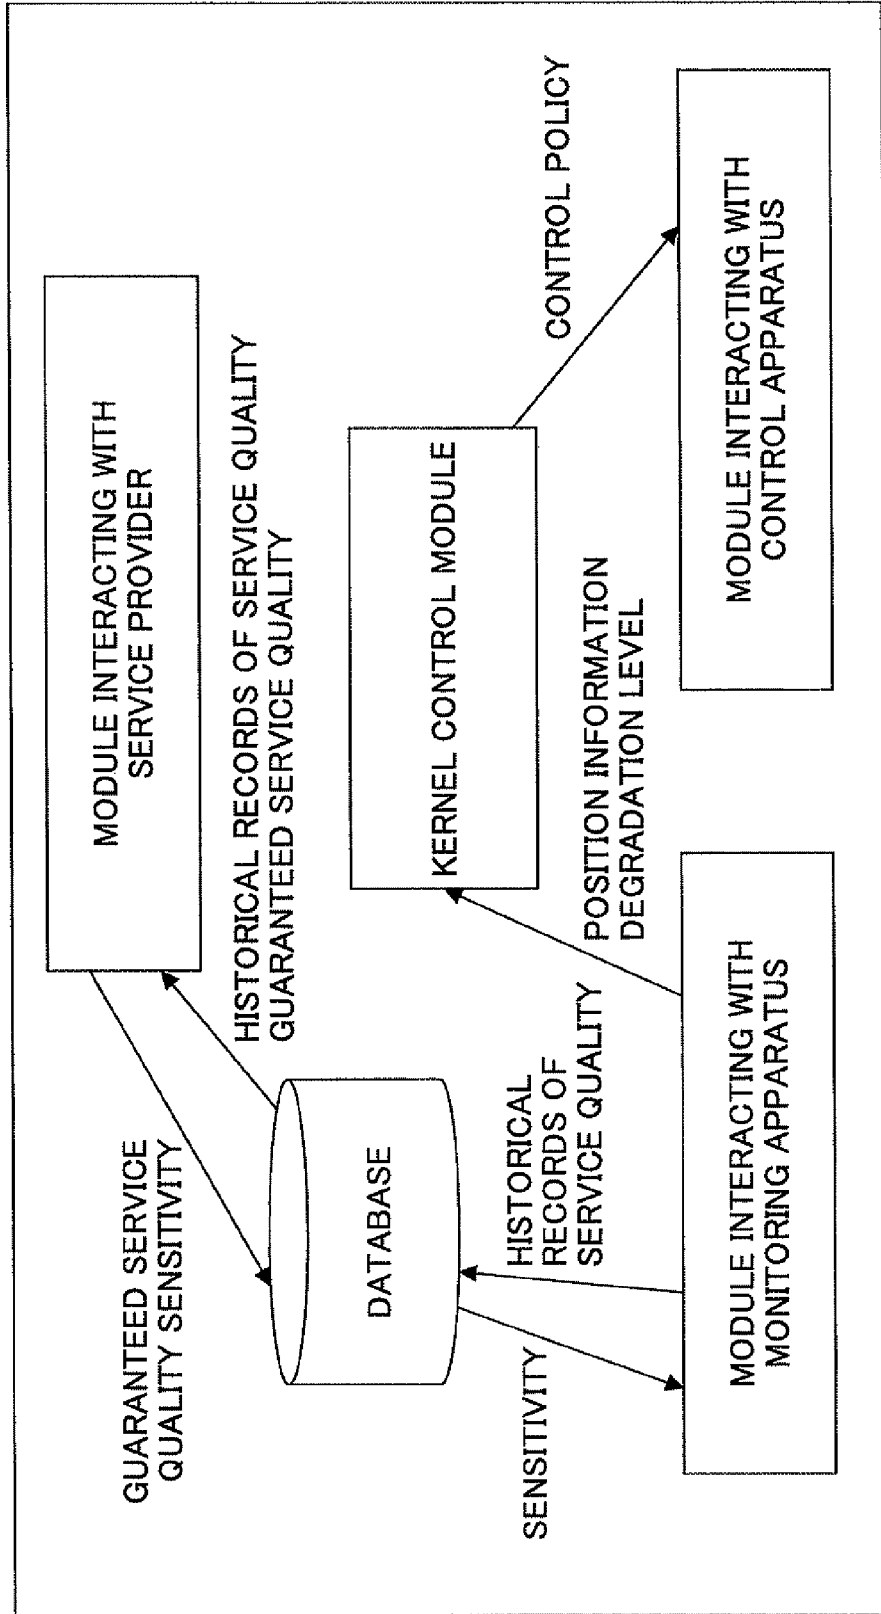 GUARANTEED SERVICE
QUALITY SENSITIVITY
MODULE INTERACTING WITH
SERVICE PROVIDER
HISTORICAL RECORDS OF SERVICE QUALITY
GUARANTEED SERVICE QUALITY
DATABASE
KERNEL CONTROL MODULE
CONTROL POLICY
SENSITIVITY
HISTORICAL
RECORDS OF
SERVICE QUALITY
POSITION INFORMATION
DEGRADATION LEVEL
MODULE INTERACTING WITH
MONITORING APPARATUS
MODULE INTERACTING WITH
CONTROL APPARATUS